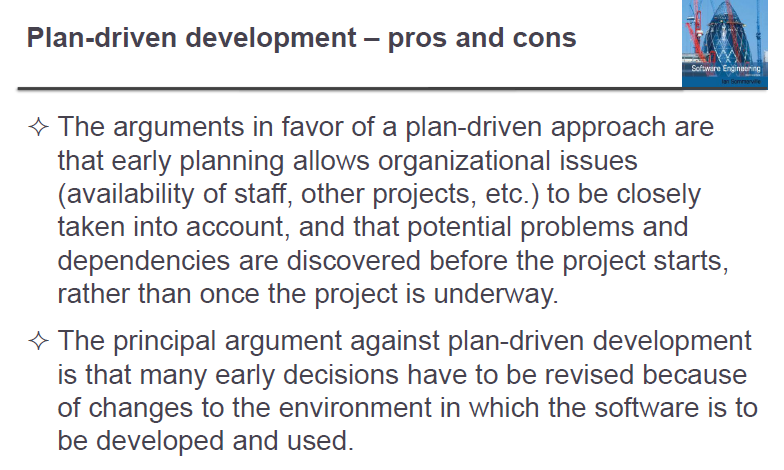 Plan-driven development – pros and cons
Software Engineering
Ian Sommerville
✧ The arguments in favor of a plan-driven approach are
that early planning allows organizational issues
(availability of staff, other projects, etc.) to be closely
taken into account, and that potential problems and
dependencies are discovered before the project starts,
rather than once the project is underway.
✧ The principal argument against plan-driven development
is that many early decisions have to be revised because
of changes to the environment in which the software is to
be developed and used.